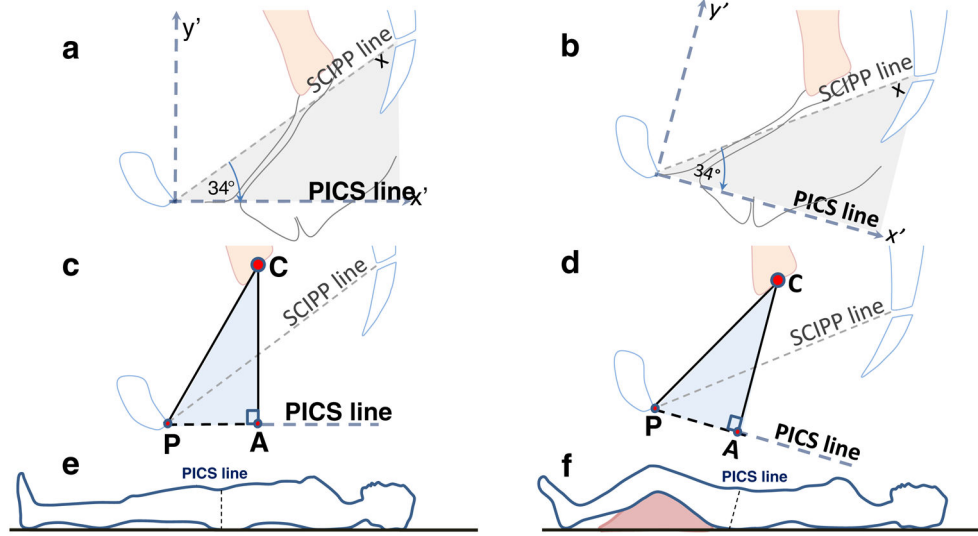 a
y’
SCIPP line
x
34°
PICS line
x’
b
y’
SCIPP line
x
34°
PICS line
x’
c
C
SCIPP line
PICS line
P
A
d
C
SCIPP line
PICS line
P
A
e
PICS line
f
PICS line